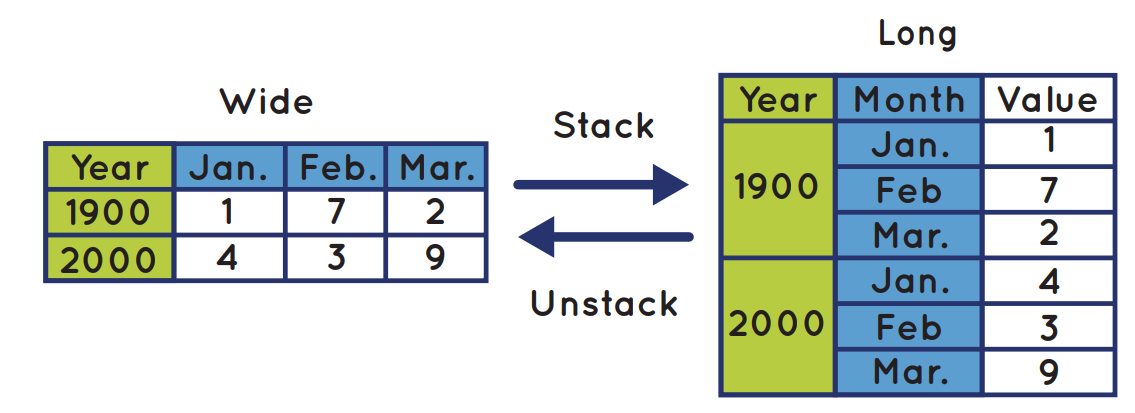 Wide
Year Jan. Feb. Mar.
1900 1 7 2
2000 4 3 9
Stack
Unstack
Long
Year Month Value
1900
Jan. 1
Feb 7
Mar. 2
2000
Jan. 4
Feb 3
Mar. 9